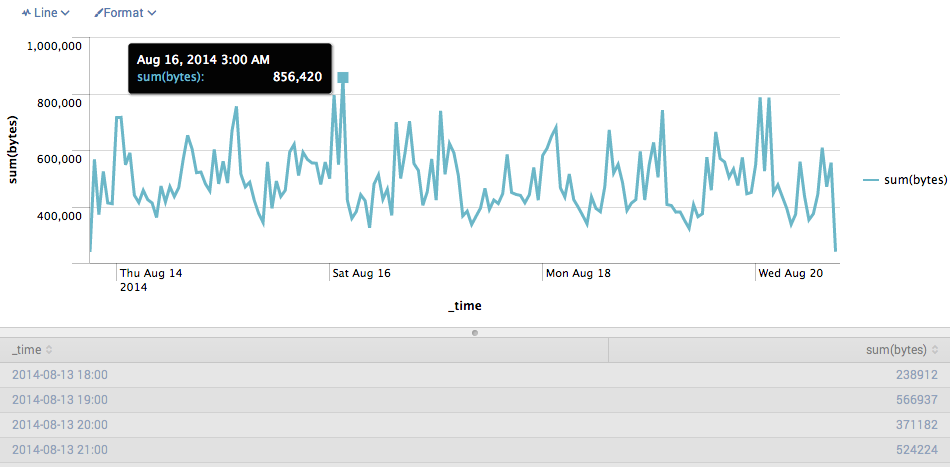 Line Format
1,000,000
Aug 16, 2014 3:00 AM
sum(bytes): 856,420
800,000
600,000
400,000
sum(bytes)
sum(bytes)
Thu Aug 14 Sat Aug 16 Mon Aug 18 Wed Aug 20
2014
_time
_time sum(bytes)
2014-08-13 18:00 238912
2014-08-13 19:00 566937
2014-08-13 20:00 371182
2014-08-13 21:00 524224